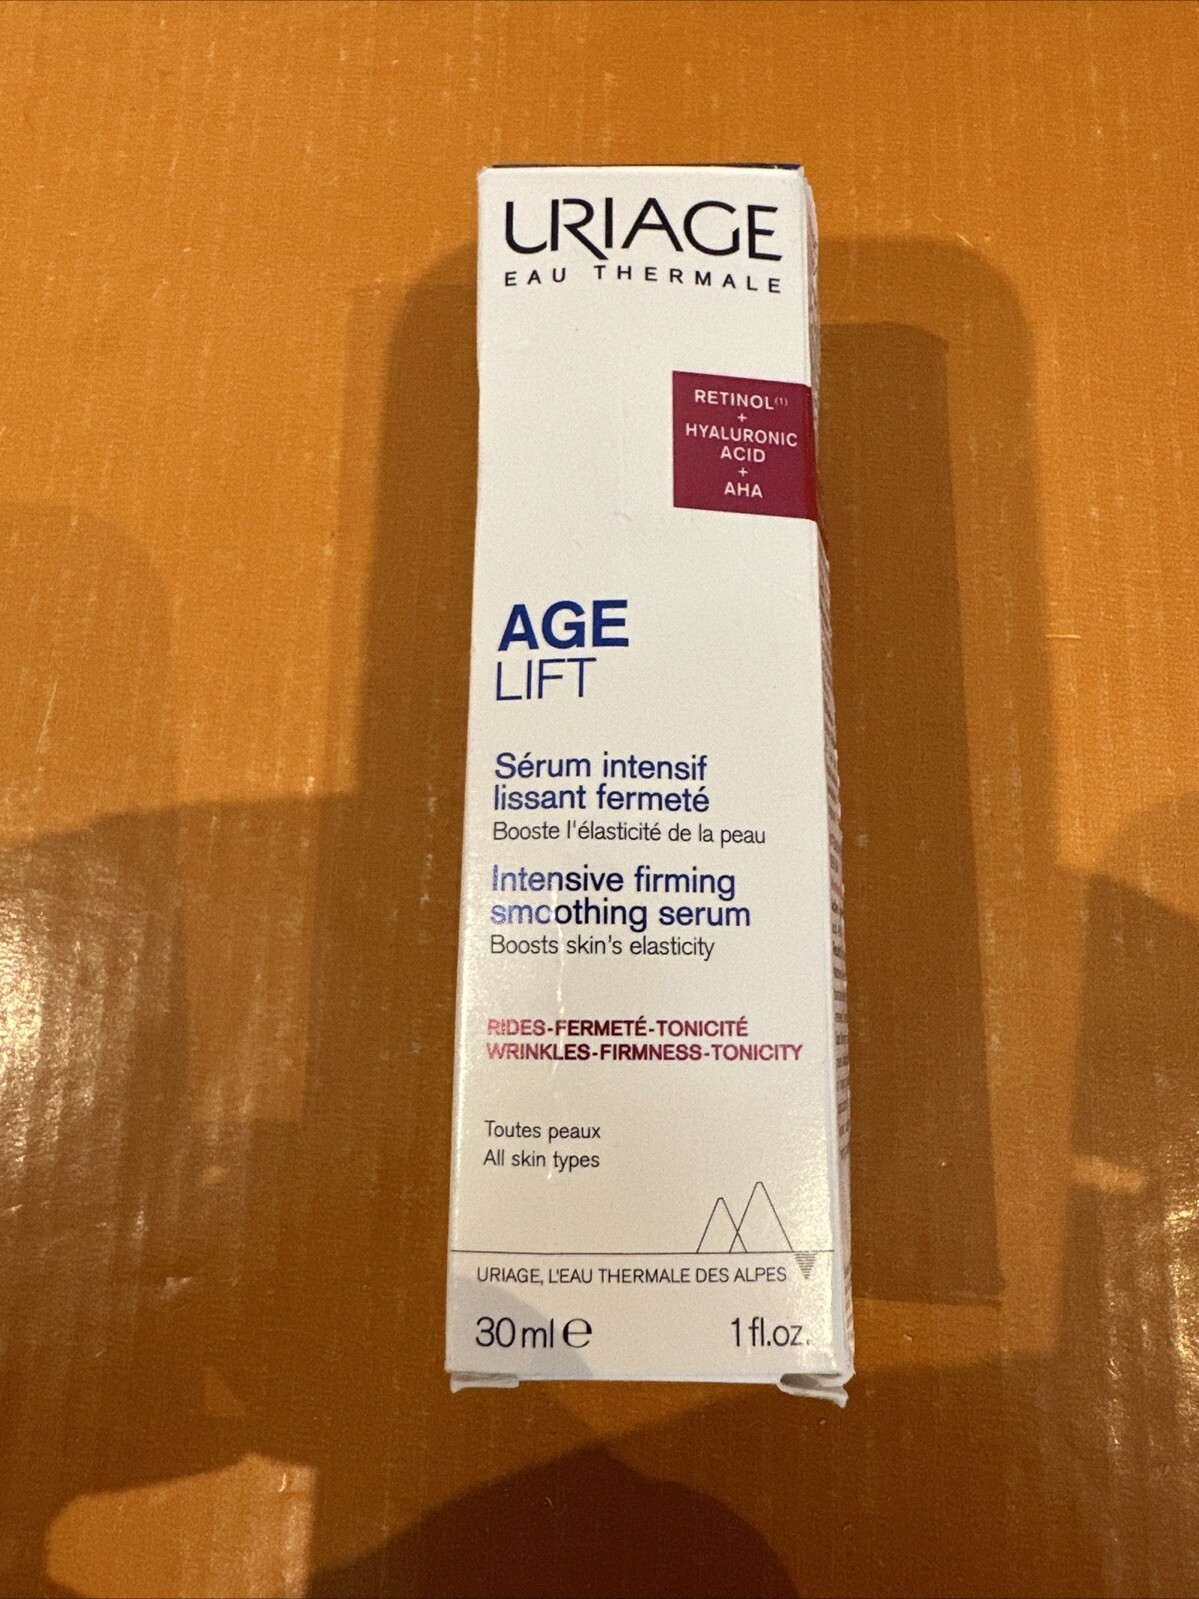 URIAGE
EAU THERMALE
RETINOL(1)
+
HYALURONIC
ACID
+
AHA
AGE
LIFT
Sérum intensif
lissant fermeté
Booste l'élasticité de la peau
Intensive firming
smoothing serum
Boosts skin's elasticity
RIDES-FERMETÉ-TONICITÉ
WRINKLES-FIRMNESS-TONICITY
Toutes peaux
All skin types
URIAGE, L'EAU THERMALE DES ALPES
30 ml e 1 fl.oz.